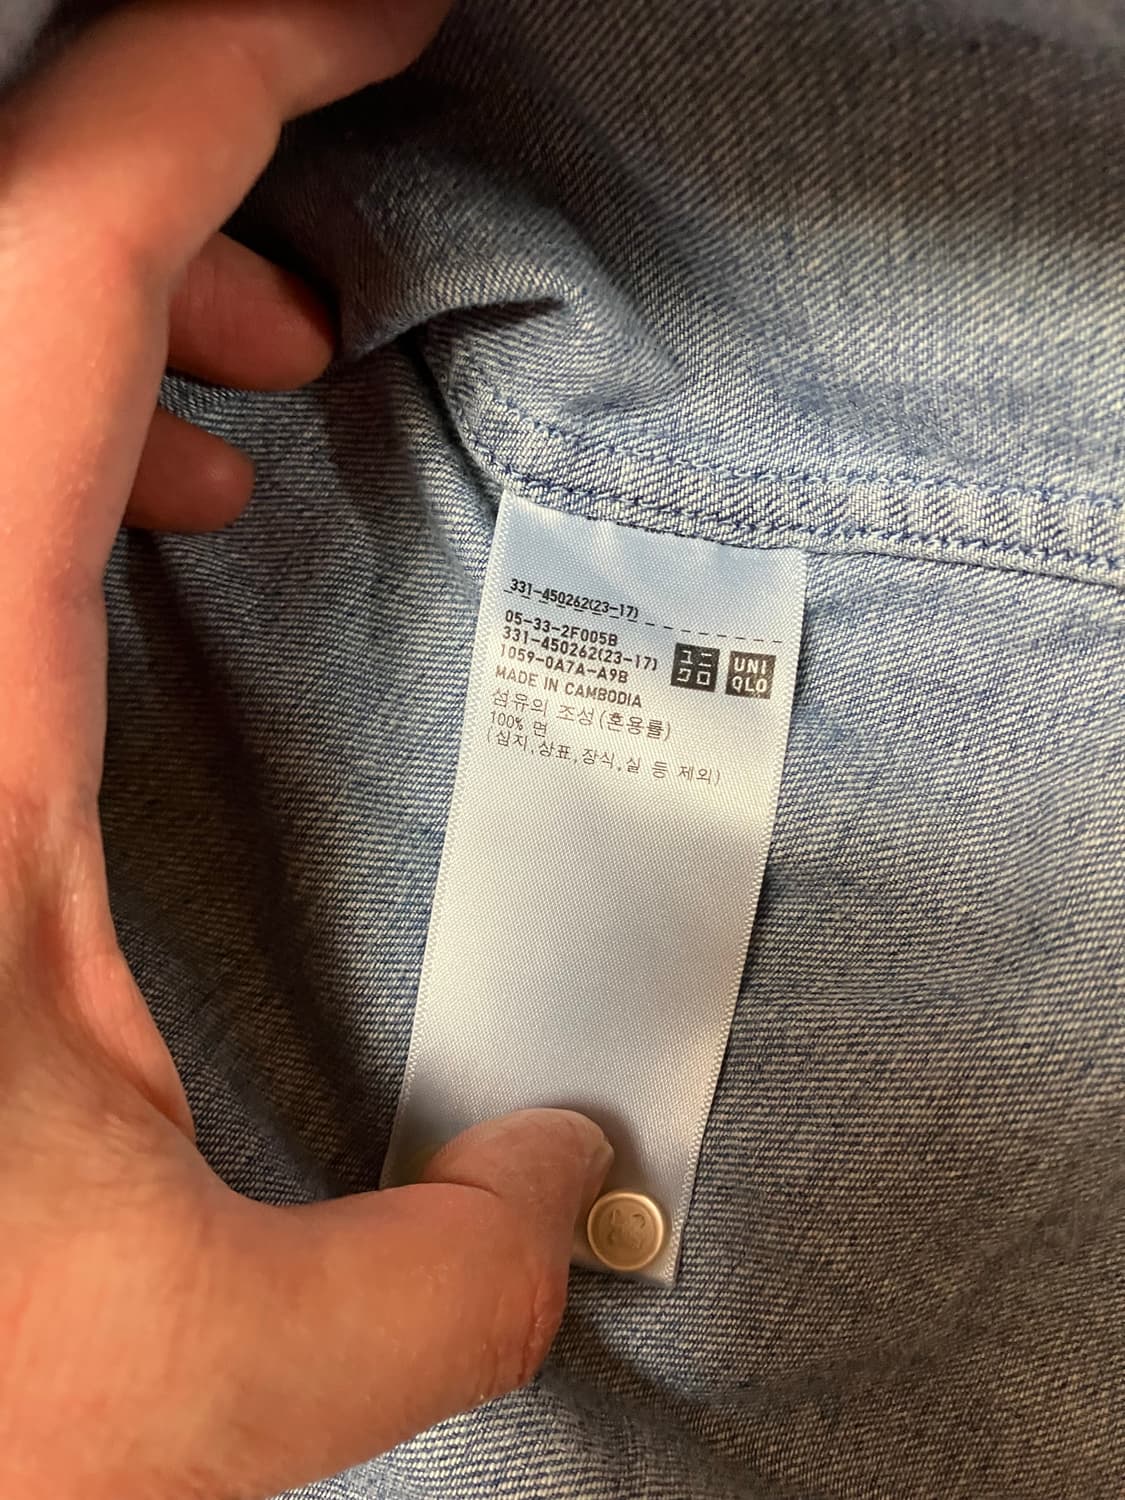 331-450262(23-17)
05-33-2F005B
331-450262(23-17)
1059-0A7A-A9B
MADE IN CAMBODIA
ユニ
クロ
UNI
QLO
섬유의 조성(혼용률)
100% 면
(심지,상표,장식,실 등 제외)